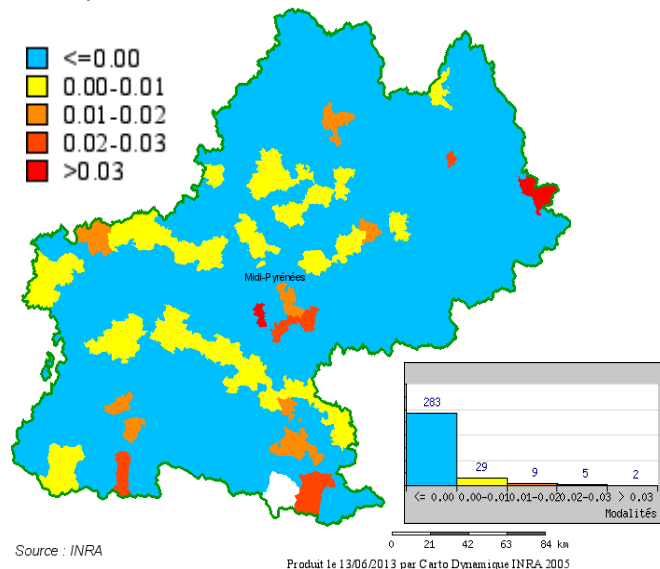 <=0.00
0.00-0.01
0.01-0.02
0.02-0.03
>0.03
Midi-Pyrénées
283
29
9
5
2
<= 0.00 0.00-0.01 0.01-0.02 0.02-0.03 > 0.03
Modalités
0 21 42 63 84 km
Source : INRA
Produit le 13/06/2013 par Carto Dynamique INRA 2005